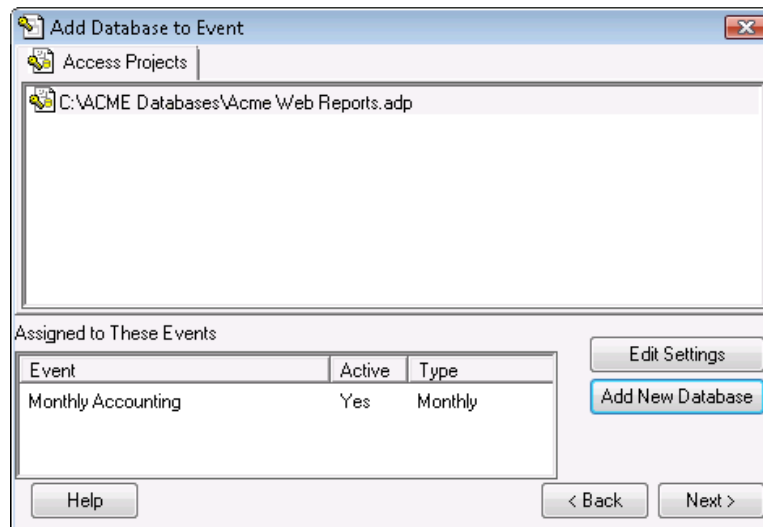 Add Database to Event
Access Projects
C:\ACME Databases\Acme Web Reports.adp
Assigned to These Events
Event Active Type
Monthly Accounting Yes Monthly
Edit Settings
Add New Database
Help < Back Next >